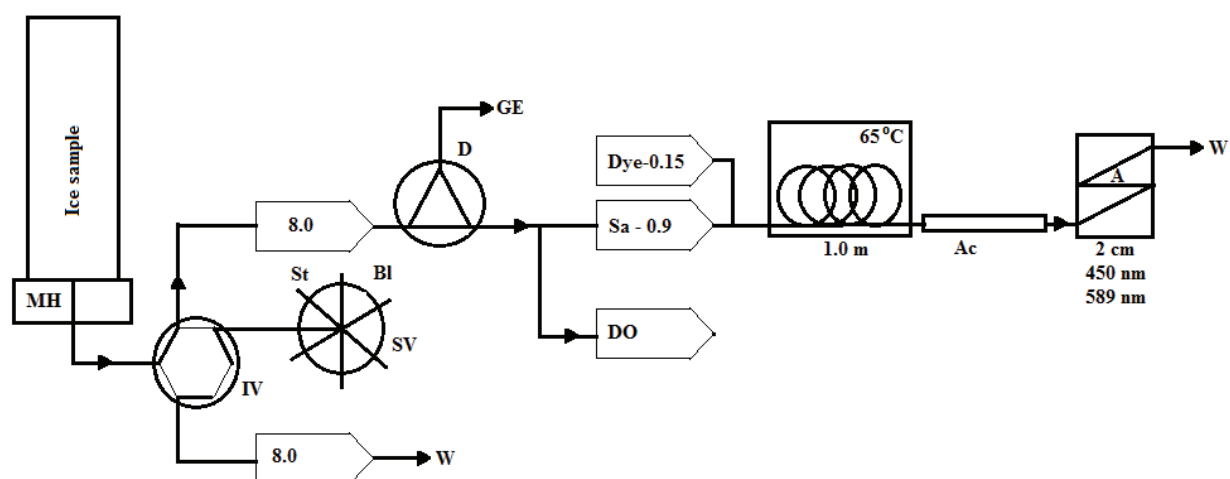 Ice sample
MH
GE
D
65°C
Dye-0.15
W
8.0
Sa - 0.9
A
St
Bl
1.0 m
Ac
2 cm
450 nm
589 nm
SV
DO
IV
8.0
W